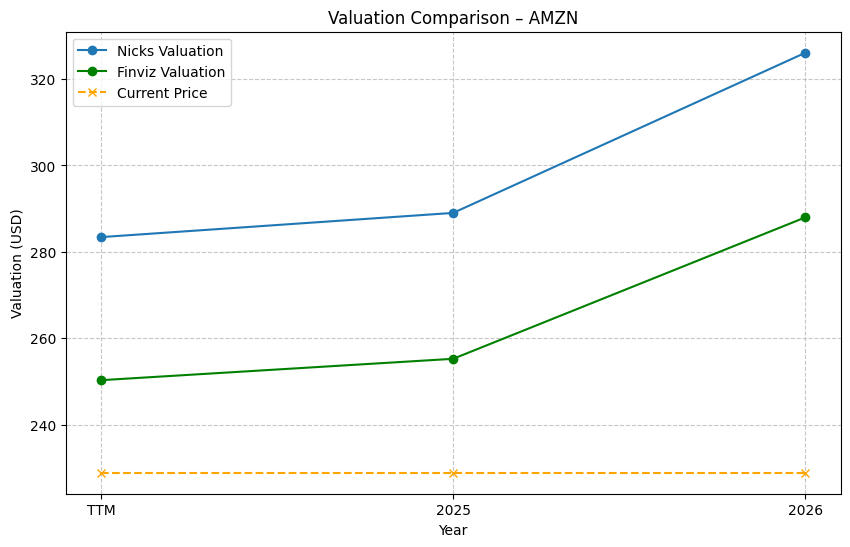 Valuation Comparison – AMZN
Nicks Valuation
Finviz Valuation
Current Price
Valuation (USD)
320
300
280
260
240
TTM
2025
2026
Year